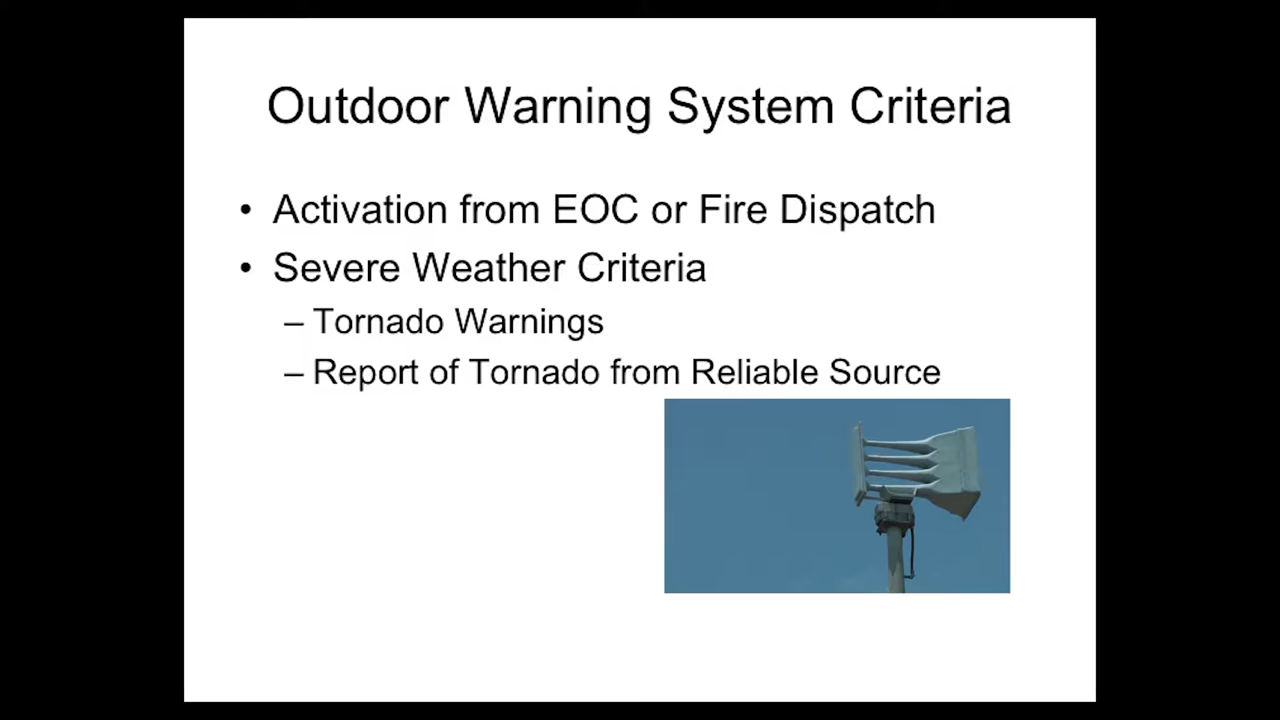 Outdoor Warning System Criteria
• Activation from EOC or Fire Dispatch
• Severe Weather Criteria
– Tornado Warnings
– Report of Tornado from Reliable Source